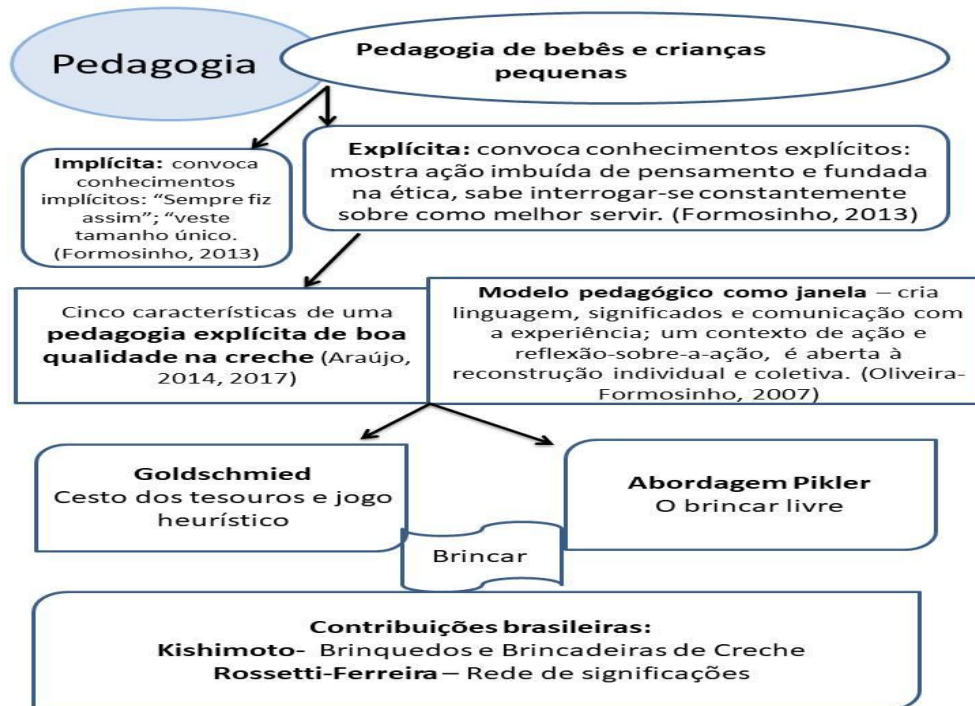 Pedagogia
Pedagogia de bebês e crianças
pequenas
Implícita: convoca
conhecimentos
implícitos: “Sempre fiz
assim”; “veste
tamanho único.
(Formosinho, 2013)
Explícita: convoca conhecimentos explícitos:
mostra ação imbuída de pensamento e fundada
na ética, sabe interrogar-se constantemente
sobre como melhor servir. (Formosinho, 2013)
Cinco características de uma
pedagogia explícita de boa
qualidade na creche (Araújo,
2014, 2017)
Modelo pedagógico como janela – cria
linguagem, significados e comunicação com
a experiência; um contexto de ação e
reflexão-sobre-a-ação, é aberta à
reconstrução individual e coletiva. (Oliveira-
Formosinho, 2007)
Goldschmied
Cesto dos tesouros e jogo
heurístico
Abordagem Pikler
O brincar livre
Brincar
Contribuições brasileiras:
Kishimoto- Brinquedos e Brincadeiras de Creche
Rossetti-Ferreira – Rede de significações